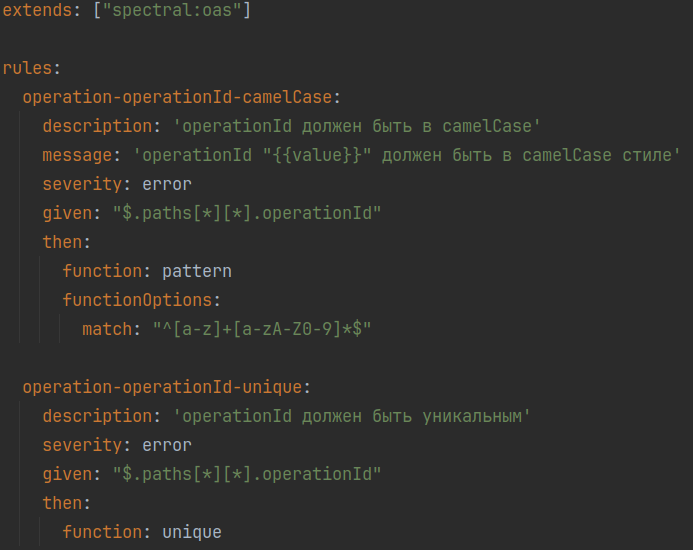 extends: ["spectral:oas"]
rules:
operation-operationId-camelCase:
description: 'operationId должен быть в camelCase'
message: 'operationId "{{value}}" должен быть в camelCase стиле'
severity: error
given: "$.paths[*][*].operationId"
then:
function: pattern
functionOptions:
match: "^[a-z]+[a-zA-Z0-9]*$"
operation-operationId-unique:
description: 'operationId должен быть уникальным'
severity: error
given: "$.paths[*][*].operationId"
then:
function: unique